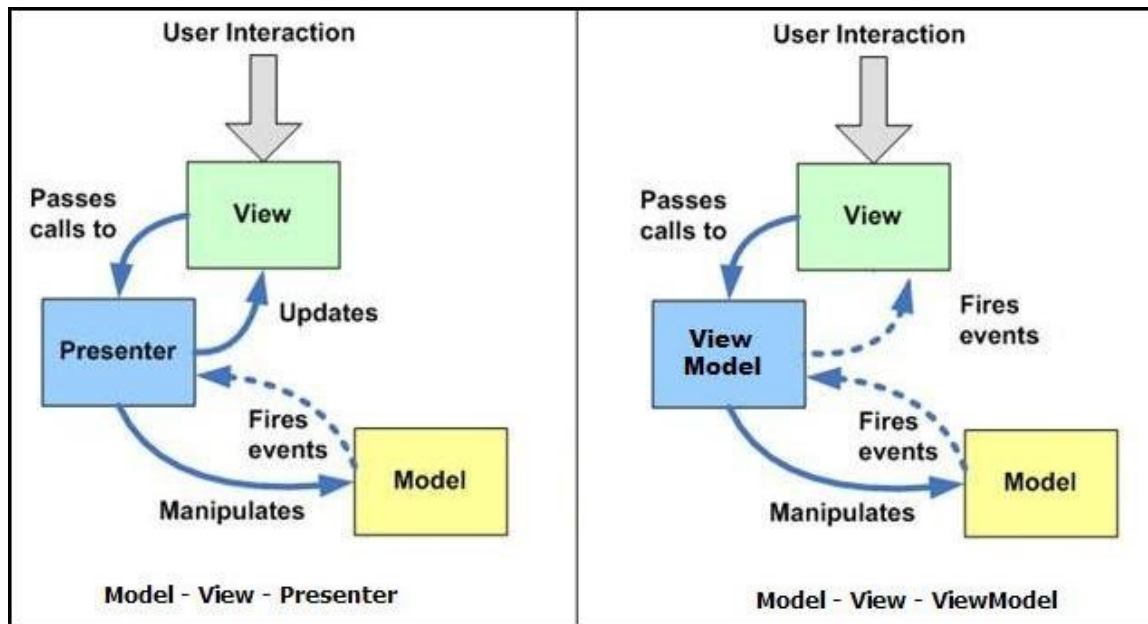 User Interaction
View
Passes
calls to
Updates
Presenter
Fires
events
Model
Manipulates
Model - View - Presenter
User Interaction
View
Passes
calls to
Fires
events
View
Model
Fires
events
Model
Manipulates
Model - View - ViewModel